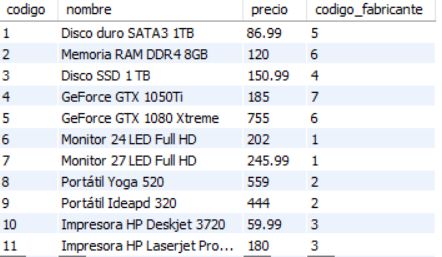 codigo nombre precio codigo_fabricante
1 Disco duro SATA3 1TB 86.99 5
2 Memoria RAM DDR4 8GB 120 6
3 Disco SSD 1 TB 150.99 4
4 GeForce GTX 1050Ti 185 7
5 GeForce GTX 1080 Xtreme 755 6
6 Monitor 24 LED Full HD 202 1
7 Monitor 27 LED Full HD 245.99 1
8 Portátil Yoga 520 559 2
9 Portátil Ideapd 320 444 2
10 Impresora HP Deskjet 3720 59.99 3
11 Impresora HP Laserjet Pro... 180 3